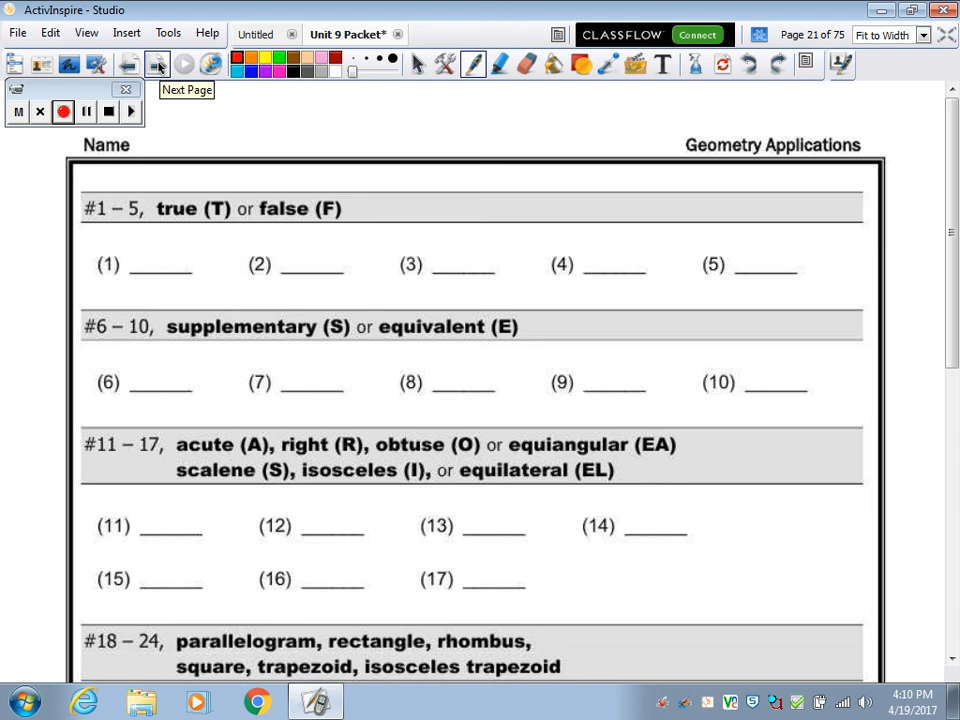 ActivInspire - Studio
File Edit View Insert Tools Help Untitled Unit 9 Packet* CLASSFLOW Connect Page 21 of 75 Fit to Width
Next Page
M
Name Geometry Applications
#1 – 5, true (T) or false (F)
(1) ______ (2) ______ (3) ______ (4) ______ (5) ______
#6 – 10, supplementary (S) or equivalent (E)
(6) ______ (7) ______ (8) ______ (9) ______ (10) ______
#11 – 17, acute (A), right (R), obtuse (O) or equiangular (EA)
scalene (S), isosceles (I), or equilateral (EL)
(11) ______ (12) ______ (13) ______ (14) ______
(15) ______ (16) ______ (17) ______
#18 – 24, parallelogram, rectangle, rhombus,
square, trapezoid, isosceles trapezoid
4:10 PM
4/19/2017